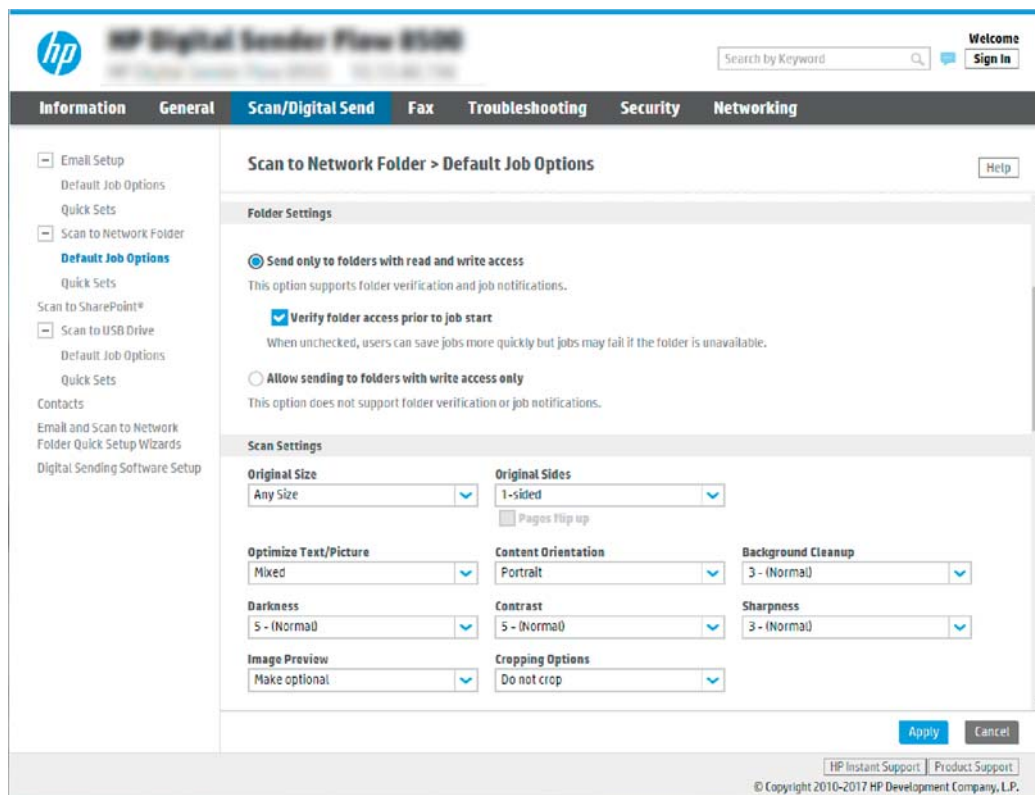 hp
HP Digital Sender Flow 8500
Welcome
Search by Keyword
Sign In
Information General Scan/Digital Send Fax Troubleshooting Security Networking
Email Setup
Default Job Options
Quick Sets
Scan to Network Folder
Default Job Options
Quick Sets
Scan to SharePoint®
Scan to USB Drive
Default Job Options
Quick Sets
Contacts
Email and Scan to Network
Folder Quick Setup Wizards
Digital Sending Software Setup
Scan to Network Folder > Default Job Options
Help
Folder Settings
Send only to folders with read and write access
This option supports folder verification and job notifications.
Verify folder access prior to job start
When unchecked, users can save jobs more quickly but jobs may fail if the folder is unavailable.
Allow sending to folders with write access only
This option does not support folder verification or job notifications.
Scan Settings
Original Size Original Sides
Any Size 1-sided
Pages flip up
Optimize Text/Picture Content Orientation Background Cleanup
Mixed Portrait 3 - (Normal)
Darkness Contrast Sharpness
5 - (Normal) 5 - (Normal) 3 - (Normal)
Image Preview Cropping Options
Make optional Do not crop
Apply Cancel
HP Instant Support Product Support
© Copyright 2010-2017 HP Development Company, L.P.